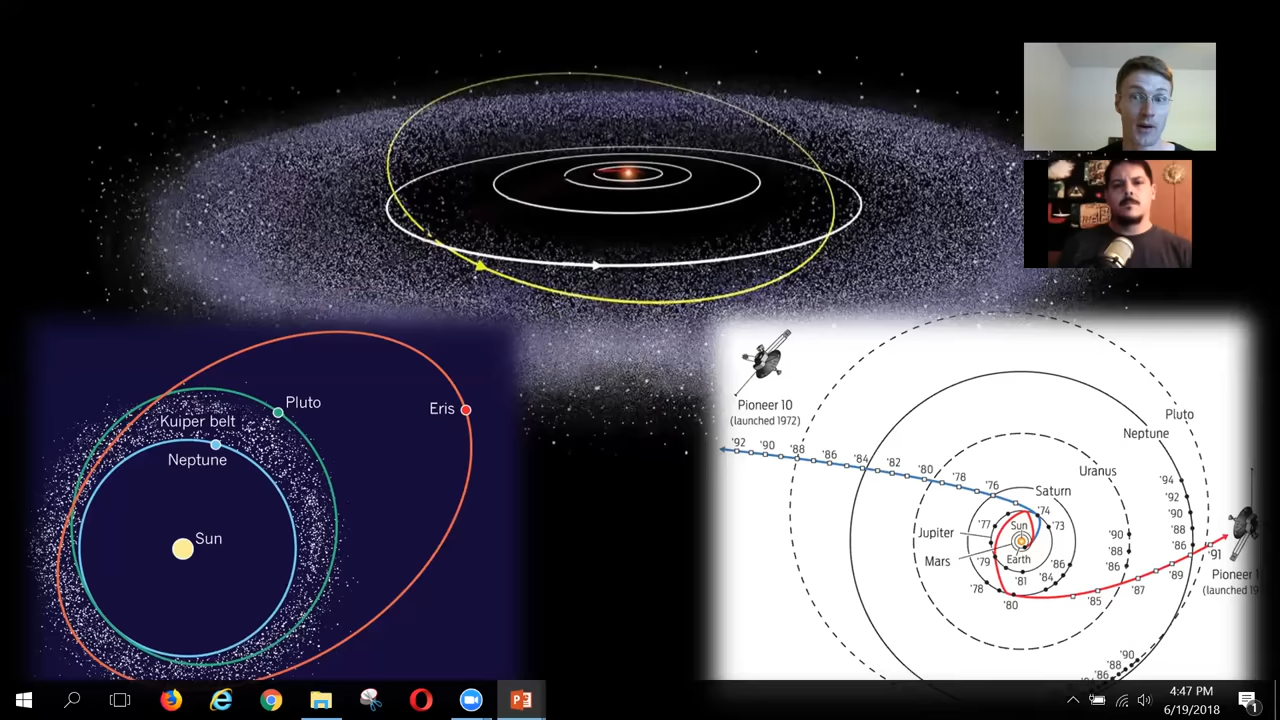 Pluto
Eris
Kuiper belt
Neptune
Sun
Pioneer 10
(launched 1972)
'92
'90
'88
'86
'84
'82
'80
'78
'76
Pluto
Neptune
Uranus
Saturn
'94
'92
'90
'88
'86
'74
'73
'77
Sun
Jupiter
Mars
Earth
'79
'86
'84
'81
'78
'80
'90
'88
'86
'85
'87
'89
'91
Pioneer 1
(launched 19
'90
'88
'86
4:47 PM
6/19/2018
1